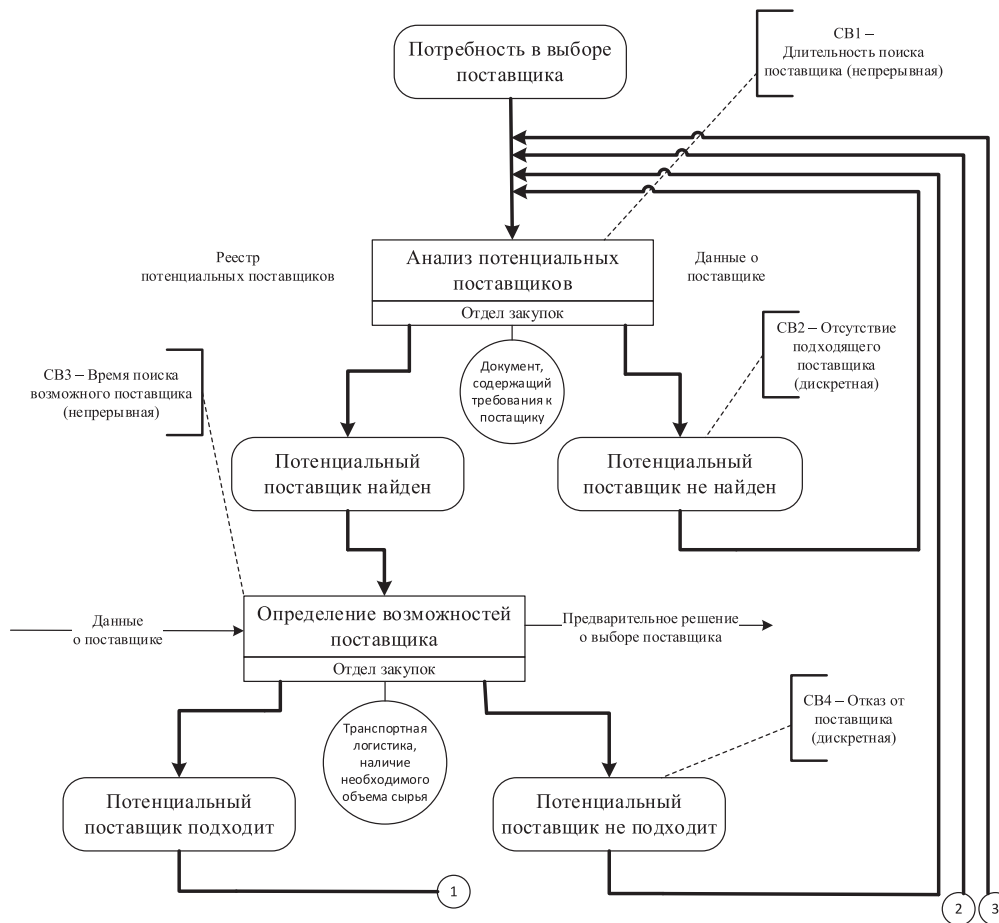 Потребность в выборе
поставщика
СВ1 –
Длительность поиска
поставщика (непрерывная)
Реестр
потенциальных поставщиков
Анализ потенциальных
поставщиков
Отдел закупок
Данные о
поставщике
Документ,
содержащий
требования к
постащику
СВ2 – Отсутствие
подходящего
поставщика
(дискретная)
СВ3 – Время поиска
возможного поставщика
(непрерывная)
Потенциальный
поставщик найден
Потенциальный
поставщик не найден
Данные
о поставщике
Определение возможностей
поставщика
Отдел закупок
Предварительное решение
о выборе поставщика
Транспортная
логистика,
наличие
необходимого
объема сырья
СВ4 – Отказ от
поставщика
(дискретная)
Потенциальный
поставщик подходит
Потенциальный
поставщик не подходит
1
2
3